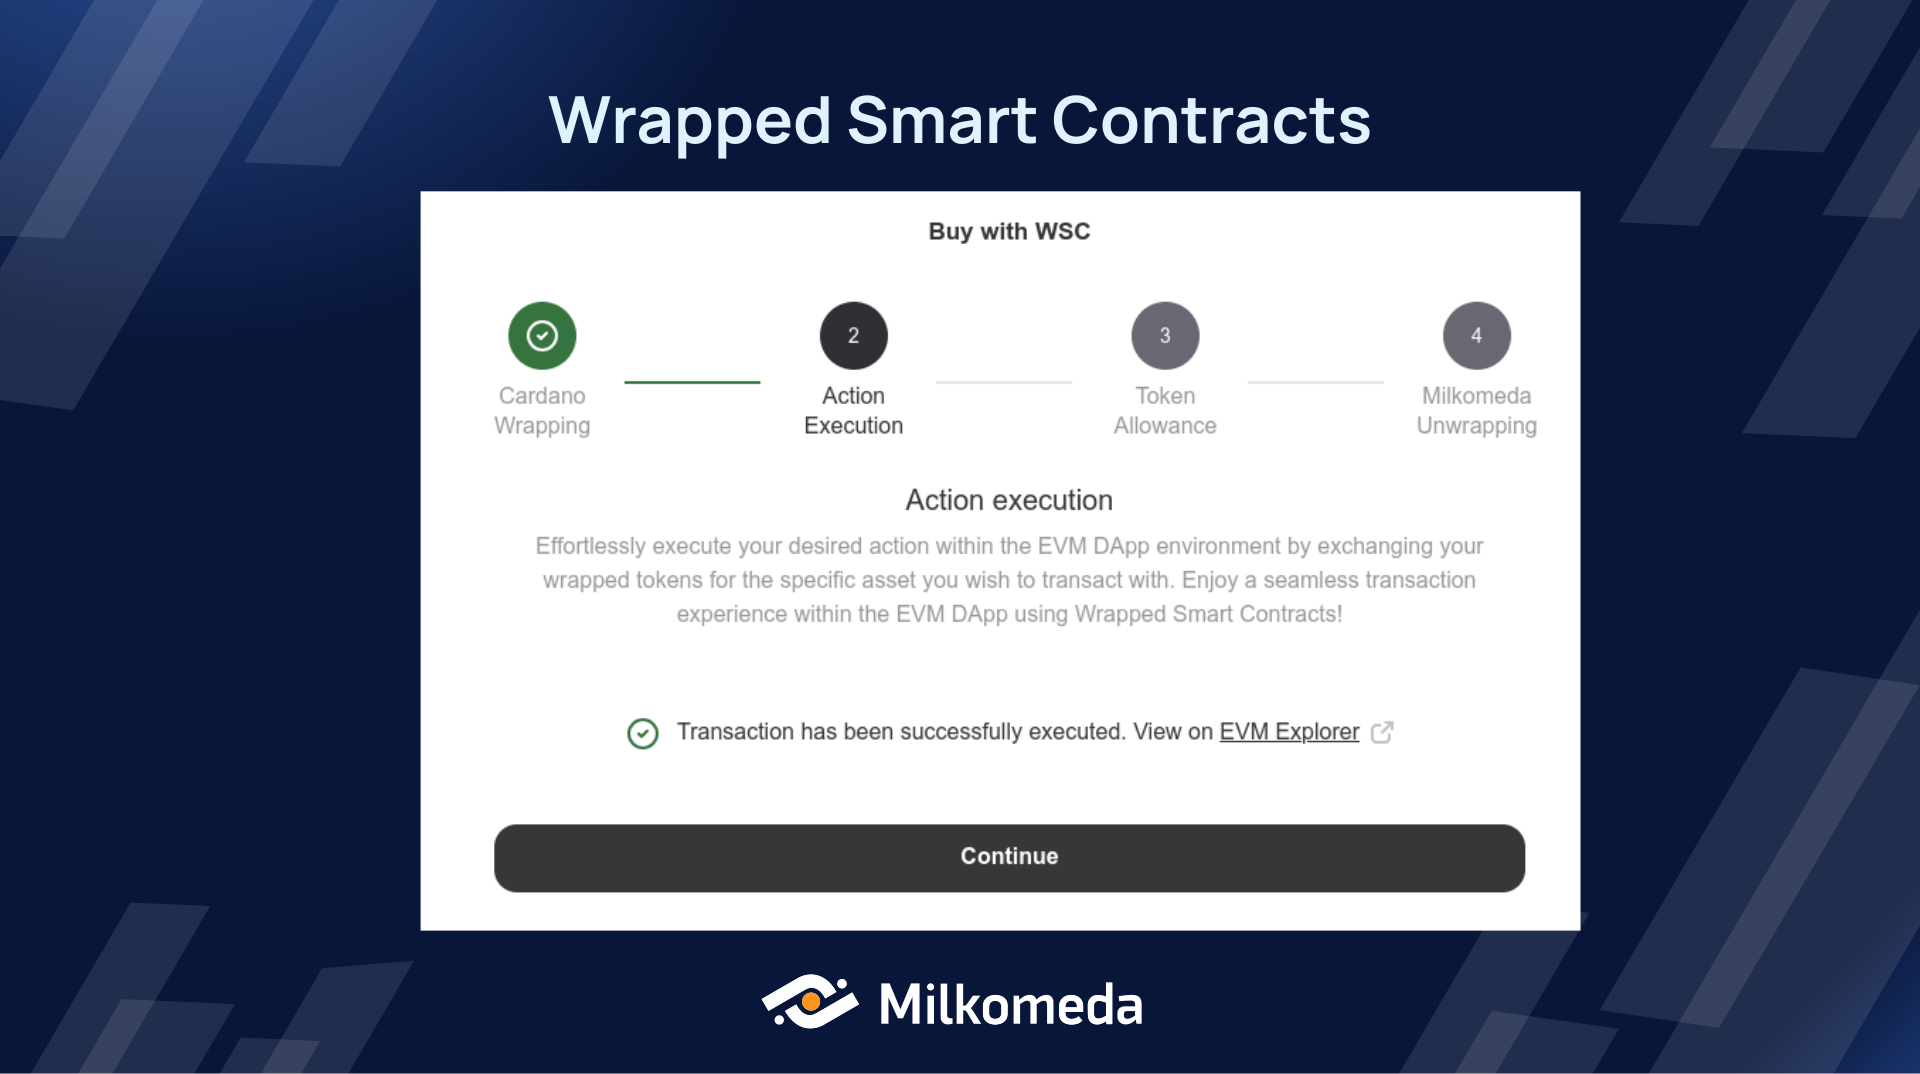 Wrapped Smart Contracts
Buy with WSC
2
3
4
Cardano
Wrapping
Action
Execution
Token
Allowance
Milkomeda
Unwrapping
Action execution
Effortlessly execute your desired action within the EVM DApp environment by exchanging your
wrapped tokens for the specific asset you wish to transact with. Enjoy a seamless transaction
experience within the EVM DApp using Wrapped Smart Contracts!
Transaction has been successfully executed. View on EVM Explorer
Continue
Milkomeda